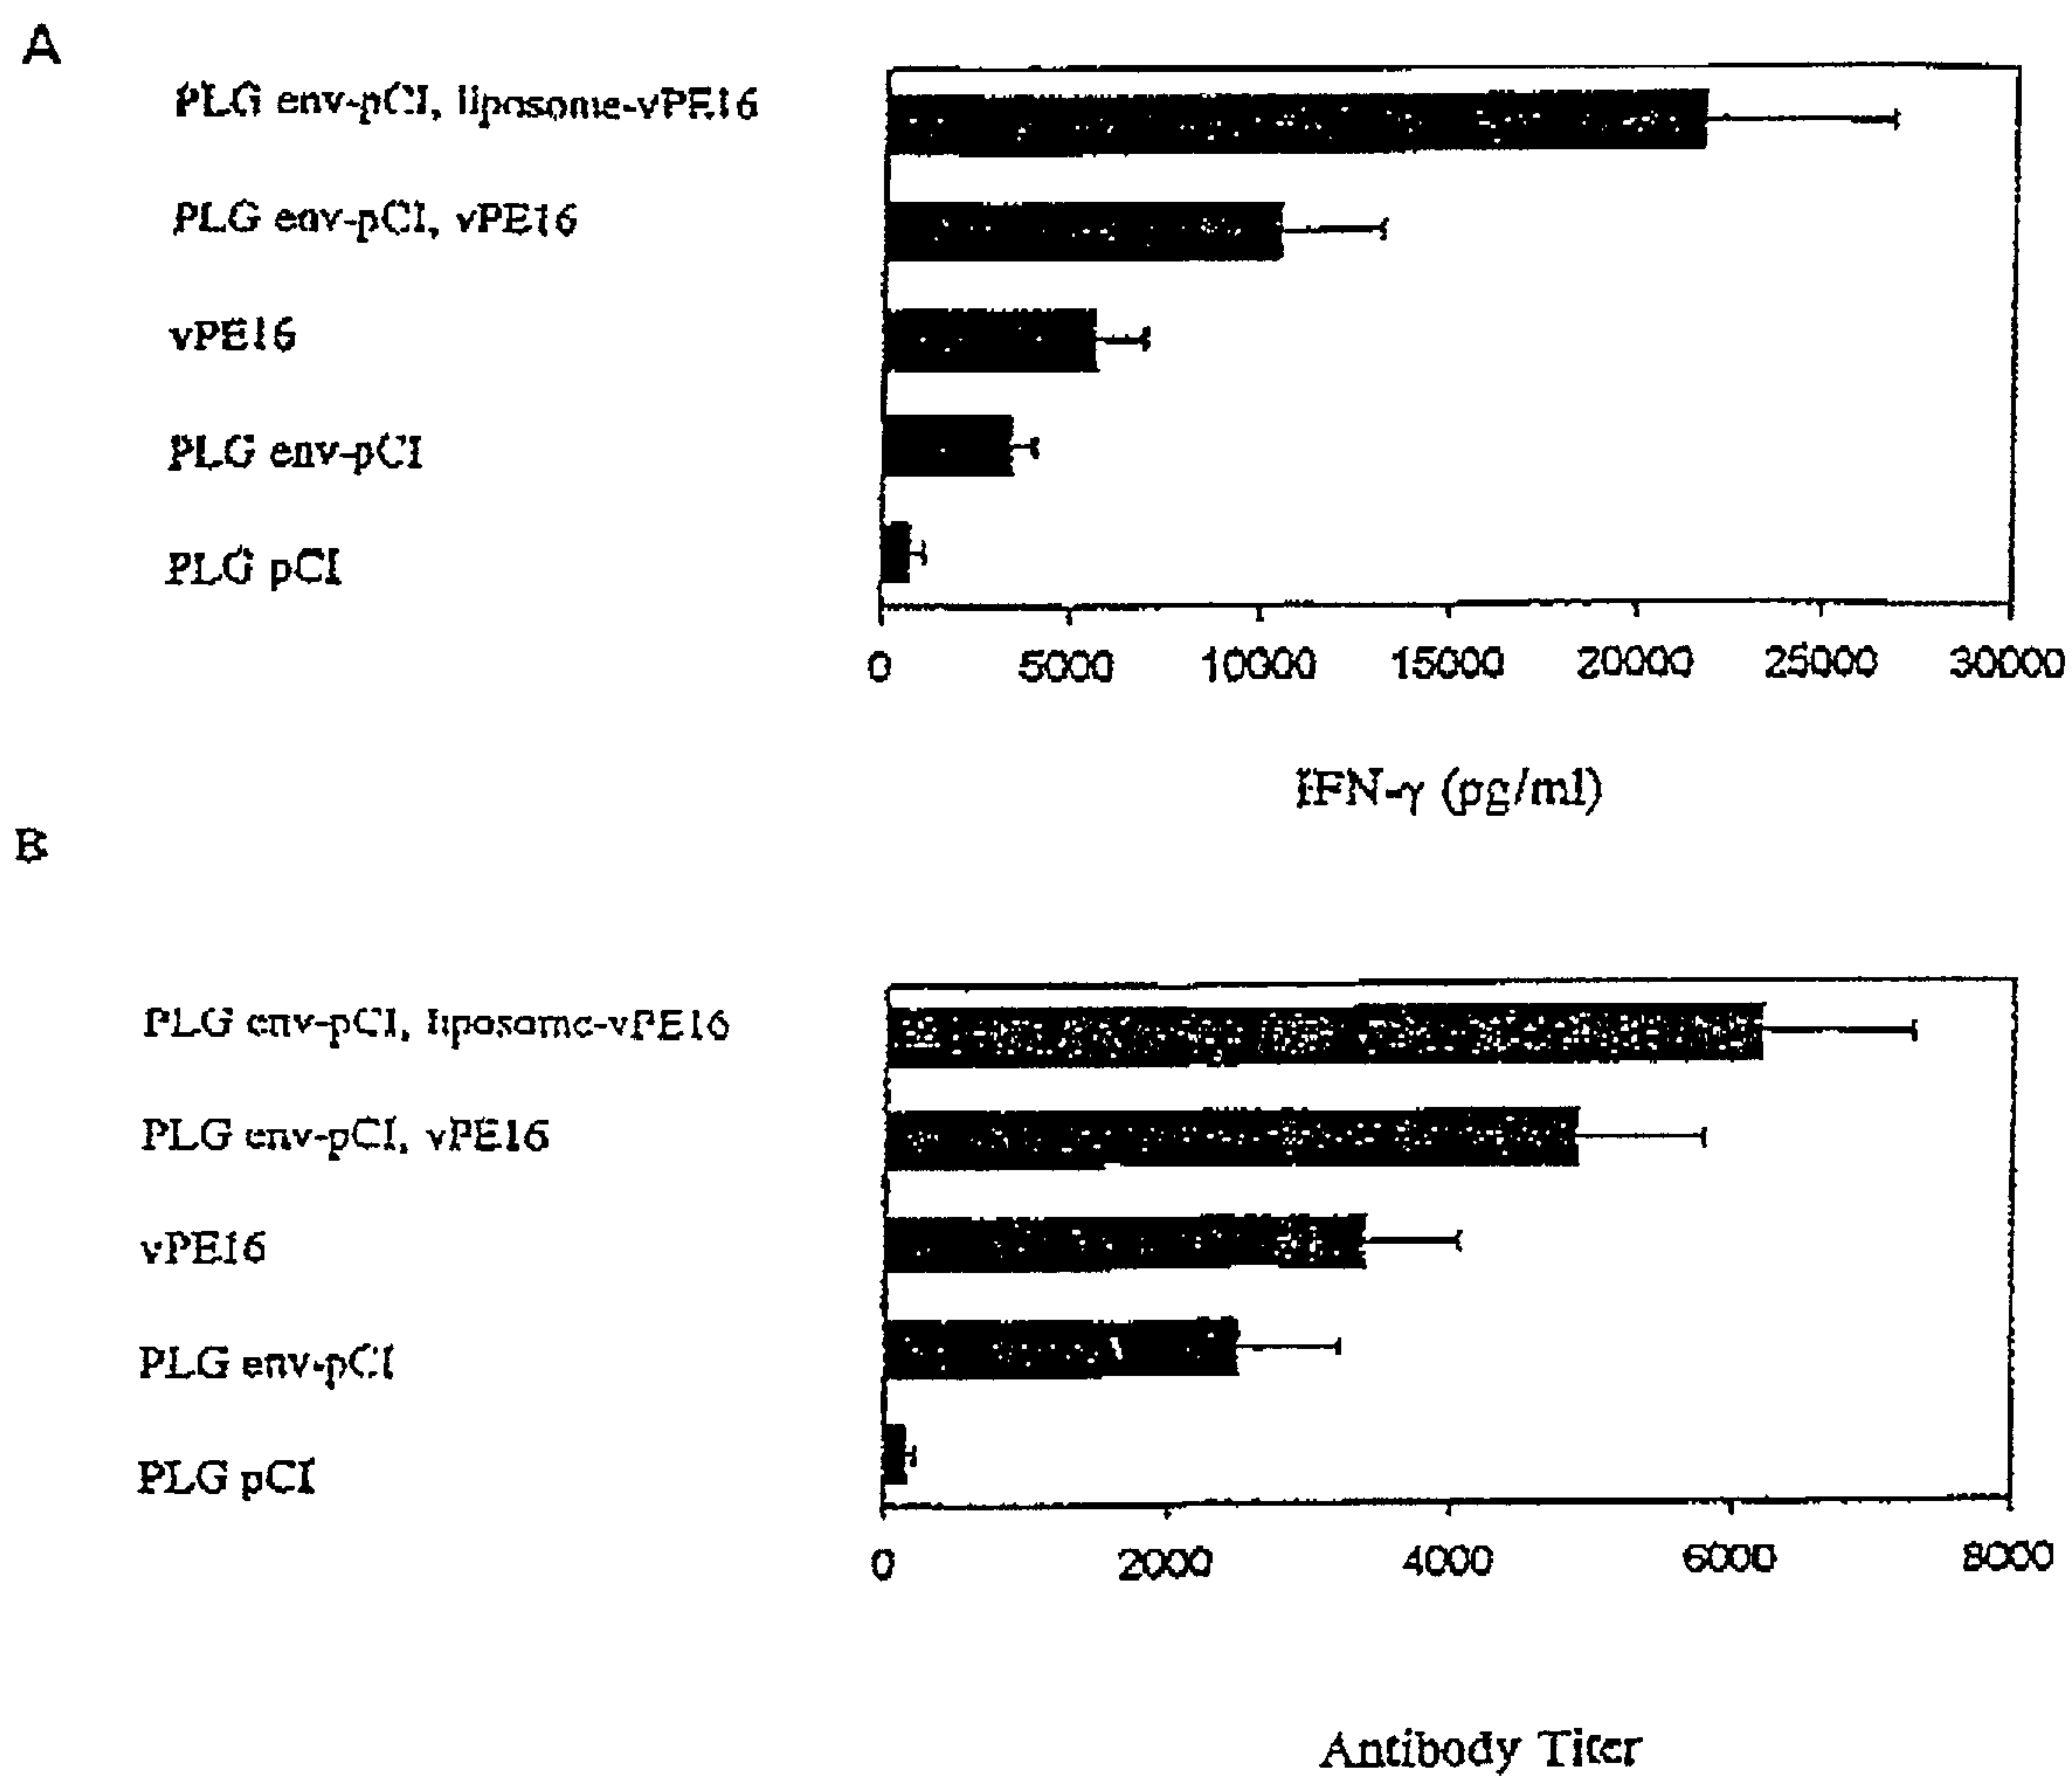 A
PLG env-pCI, liposome-vPE16
PLG env-pCI, vPE16
vPE16
PLG env-pCI
PLG pCI
0 5000 10000 15000 20000 25000 30000
IFN-γ (pg/ml)
B
PLG env-pCI, liposome-vPE16
PLG env-pCI, vPE16
vPE16
PLG env-pCI
PLG pCI
0 2000 4000 6000 8000
Antibody Titer